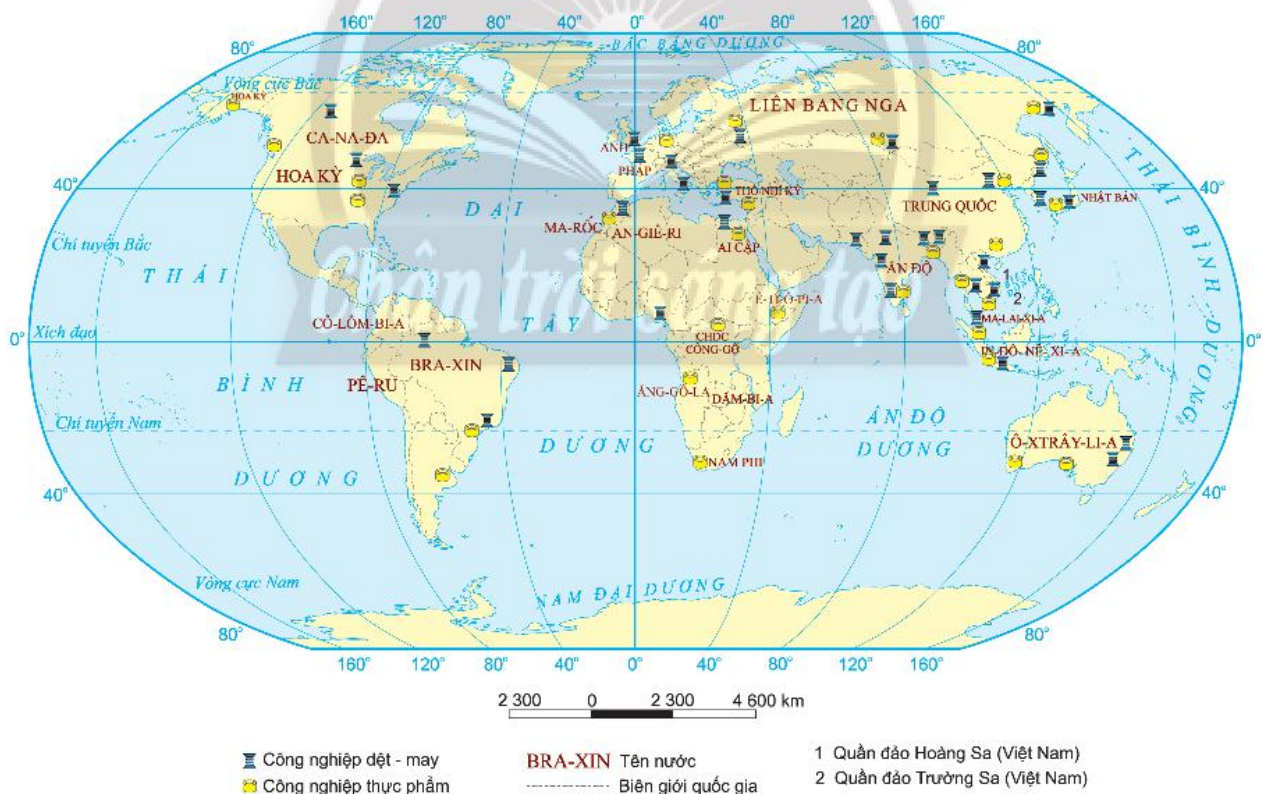 160° 120° 80° 40° 0° 40° 80° 120° 160°
80° 80°
BẮC BĂNG DƯƠNG
Vòng cực Bắc
HOA KỲ
LIÊN BANG NGA
CA-NA-ĐA
ANH
PHÁP
HOA KỲ
40° 40°
THỔ NHĨ KỲ
TRUNG QUỐC
NHẬT BẢN
ĐẠI
MA-RỐC
AN-GIÊ-RI
AI CẬP
Chí tuyến Bắc
THÁI
THÁI BÌNH DƯƠNG
ẤN ĐỘ
Chân trời sáng tạo
1
2
Ê-TI-Ô-PI-A
CÔ-LÔM-BI-A
TÂY
MA-LAI-XI-A
0° Xích đạo 0°
CHDC
CÔNG-GÔ
IN-ĐÔ-NÊ-XI-A
BRA-XIN
BÌNH
PÊ-RU
ĂNG-GÔ-LA
DĂM-BI-A
Chí tuyến Nam
DƯƠNG
ẤN ĐỘ
DƯƠNG
Ô-XTRÂY-LI-A
NAM PHI
DƯƠNG
40° 40°
Vòng cực Nam
NAM ĐẠI DƯƠNG
80° 80°
160° 120° 80° 40° 0° 40° 80° 120° 160°
2 300 0 2 300 4 600 km
Công nghiệp dệt - may
Công nghiệp thực phẩm
BRA-XIN Tên nước
Biên giới quốc gia
1 Quần đảo Hoàng Sa (Việt Nam)
2 Quần đảo Trường Sa (Việt Nam)